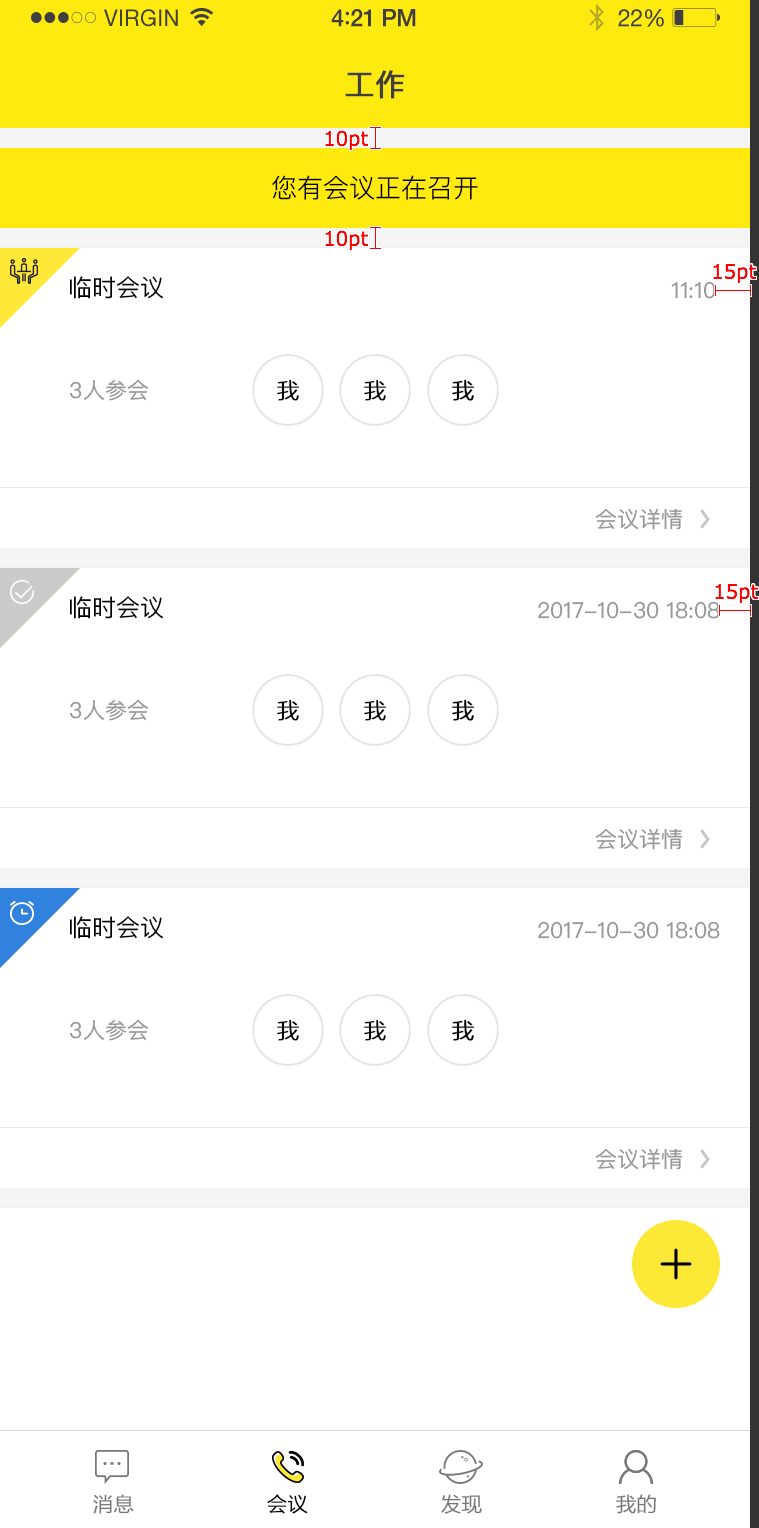 VIRGIN 4:21 PM 22%
工作
10pt
您有会议正在召开
10pt
临时会议 11:10 15pt
3人参会 我 我 我
会议详情
临时会议 2017-10-30 18:08 15pt
3人参会 我 我 我
会议详情
临时会议 2017-10-30 18:08
3人参会 我 我 我
会议详情
消息 会议 发现 我的